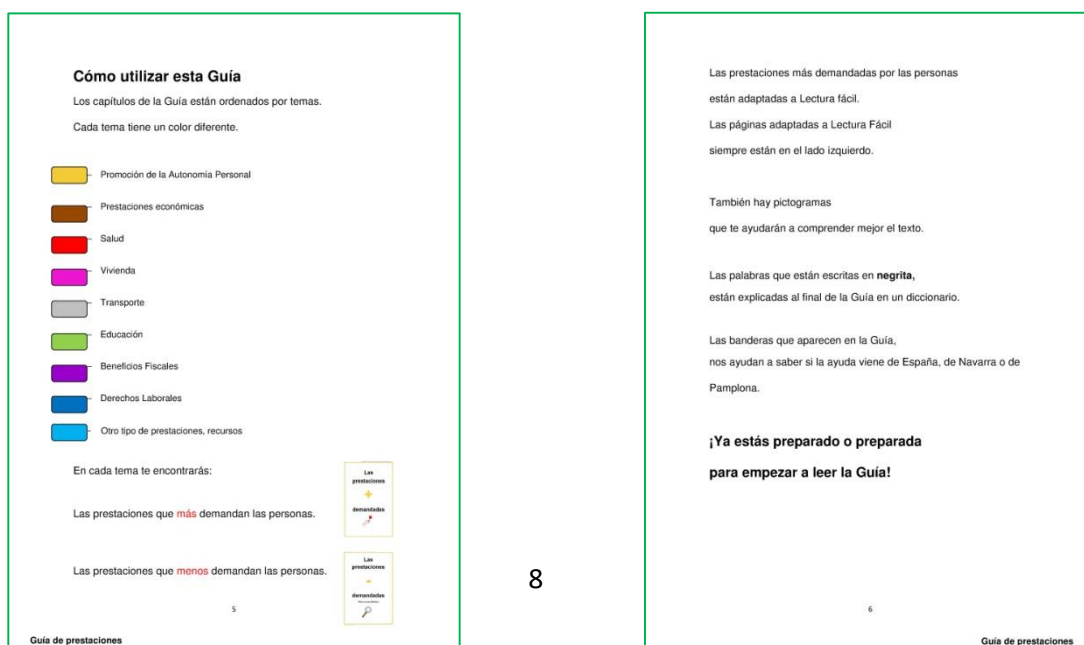 Cómo utilizar esta Guía
Los capítulos de la Guía están ordenados por temas.
Cada tema tiene un color diferente.
Promoción de la Autonomía Personal
Prestaciones económicas
Salud
Vivienda
Transporte
Educación
Beneficios Fiscales
Derechos Laborales
Otro tipo de prestaciones, recursos
En cada tema te encontrarás:
Las prestaciones que más demandan las personas.
Las
prestaciones
+
demandadas
Las prestaciones que menos demandan las personas.
Las
prestaciones
-
demandadas
5
Guía de prestaciones
8
Las prestaciones más demandadas por las personas
están adaptadas a Lectura fácil.
Las páginas adaptadas a Lectura Fácil
siempre están en el lado izquierdo.
También hay pictogramas
que te ayudarán a comprender mejor el texto.
Las palabras que están escritas en negrita,
están explicadas al final de la Guía en un diccionario.
Las banderas que aparecen en la Guía,
nos ayudan a saber si la ayuda viene de España, de Navarra o de
Pamplona.
¡Ya estás preparado o preparada
para empezar a leer la Guía!
6
Guía de prestaciones